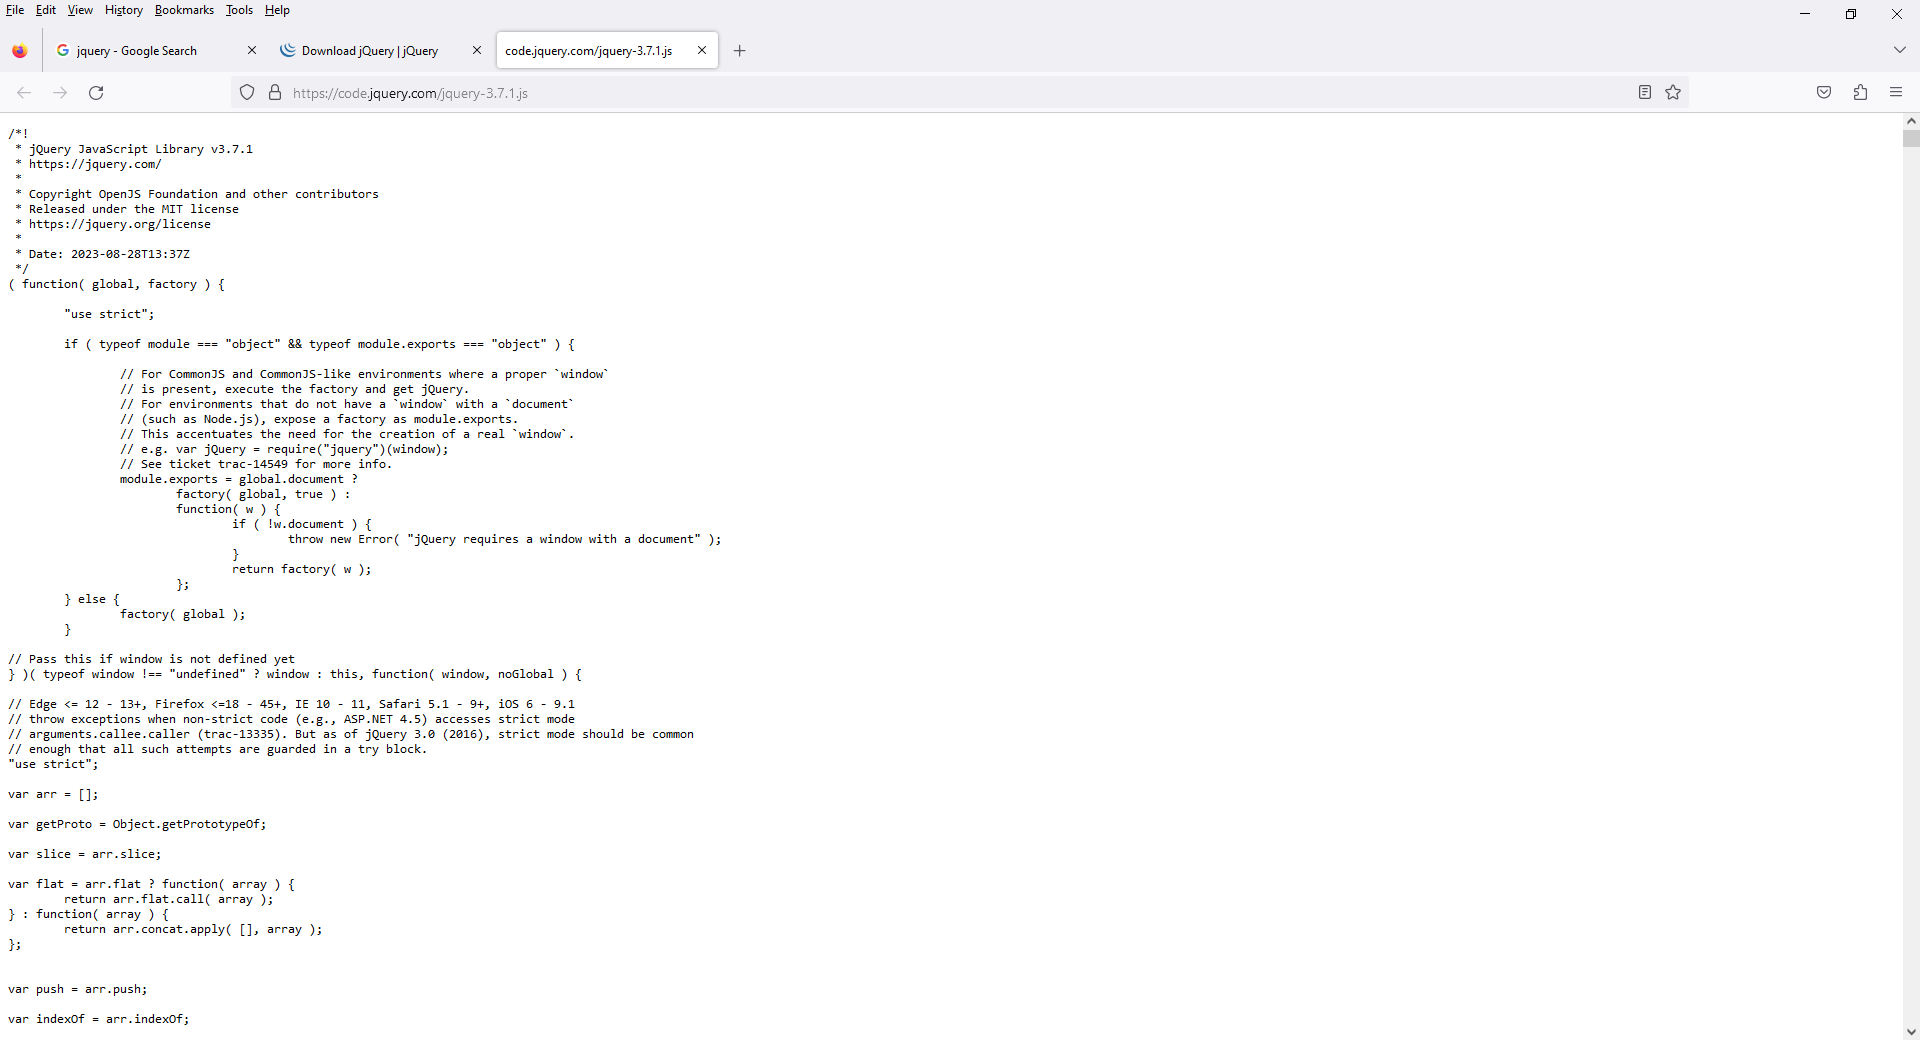 File Edit View History Bookmarks Tools Help
jquery - Google Search
Download jQuery | jQuery
code.jquery.com/jquery-3.7.1.js
https://code.jquery.com/jquery-3.7.1.js
/*!
 * jQuery JavaScript Library v3.7.1
 * https://jquery.com/
 *
 * Copyright OpenJS Foundation and other contributors
 * Released under the MIT license
 * https://jquery.org/license
 *
 * Date: 2023-08-28T13:37Z
 */
( function( global, factory ) {
"use strict";
if ( typeof module === "object" && typeof module.exports === "object" ) {
// For CommonJS and CommonJS-like environments where a proper `window`
// is present, execute the factory and get jQuery.
// For environments that do not have a `window` with a `document`
// (such as Node.js), expose a factory as module.exports.
// This accentuates the need for the creation of a real `window`.
// e.g. var jQuery = require("jquery")(window);
// See ticket trac-14549 for more info.
module.exports = global.document ?
factory( global, true ) :
function( w ) {
if ( !w.document ) {
throw new Error( "jQuery requires a window with a document" );
}
return factory( w );
};
} else {
factory( global );
}
// Pass this if window is not defined yet
} )( typeof window !== "undefined" ? window : this, function( window, noGlobal ) {
// Edge <= 12 - 13+, Firefox <=18 - 45+, IE 10 - 11, Safari 5.1 - 9+, iOS 6 - 9.1
// throw exceptions when non-strict code (e.g., ASP.NET 4.5) accesses strict mode
// arguments.callee.caller (trac-13335). But as of jQuery 3.0 (2016), strict mode should be common
// enough that all such attempts are guarded in a try block.
"use strict";
var arr = [];
var getProto = Object.getPrototypeOf;
var slice = arr.slice;
var flat = arr.flat ? function( array ) {
return arr.flat.call( array );
} : function( array ) {
return arr.concat.apply( [], array );
};
var push = arr.push;
var indexOf = arr.indexOf;